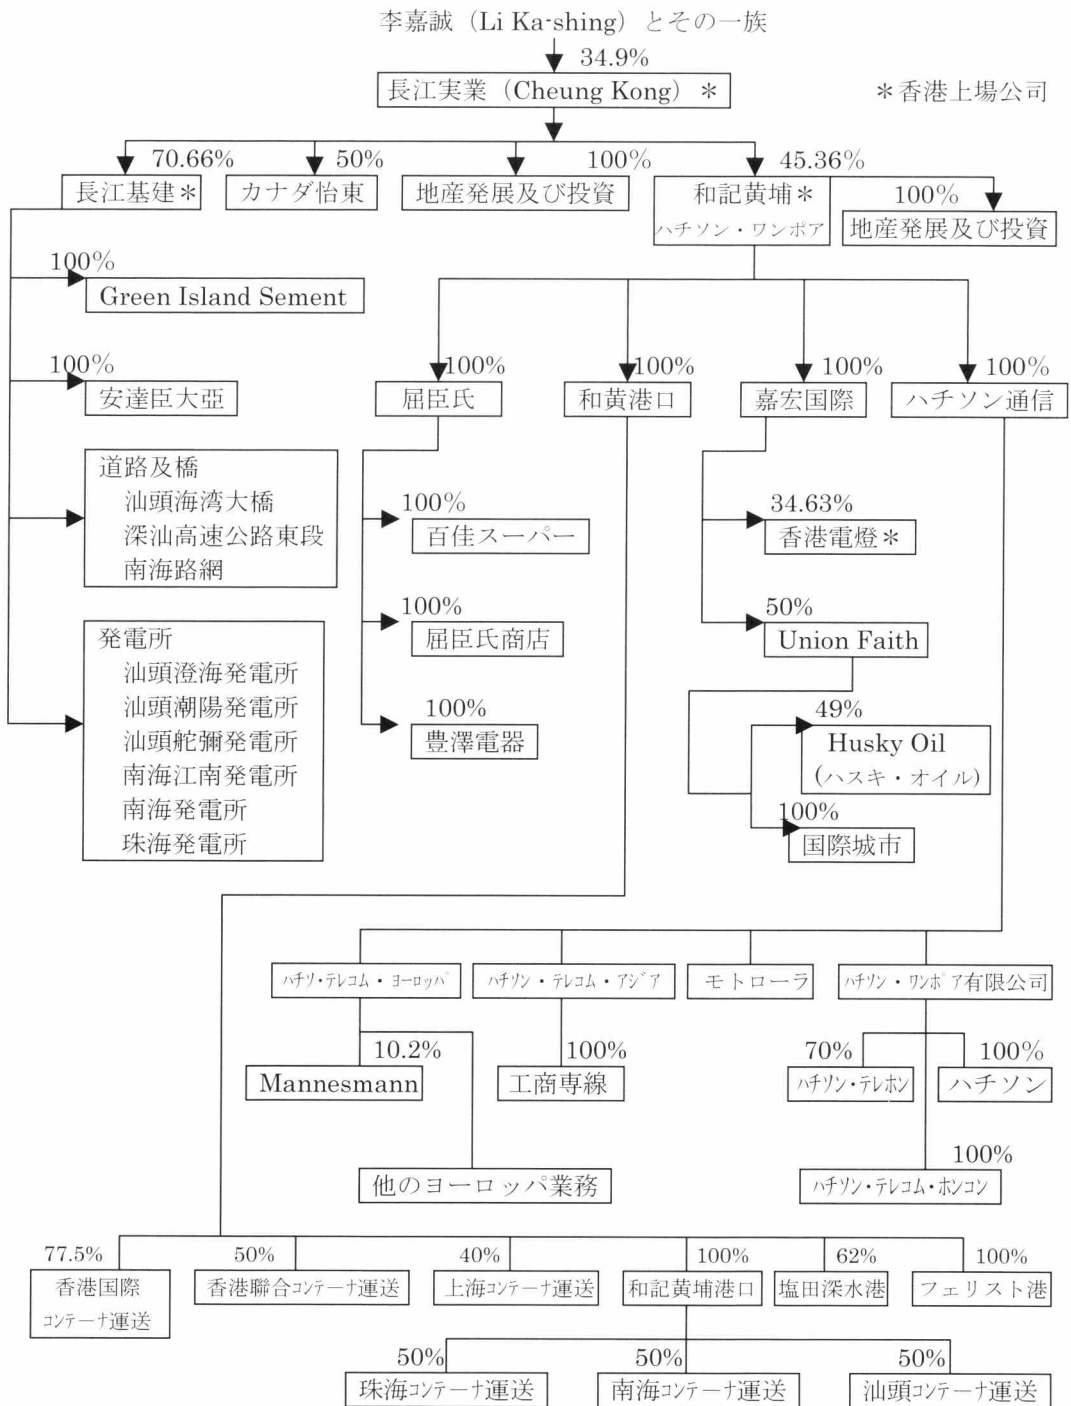 李嘉誠（Li Ka-shing）とその一族
34.9%
長江実業（Cheung Kong）＊
＊香港上場公司
70.66%
50%
100%
45.36%
長江基建＊
カナダ怡東
地産発展及び投資
和記黄埔＊
ハチソン・ワンポア
100%
地産発展及び投資
100%
Green Island Sement
100%
安達臣大亞
100%
屈臣氏
100%
和黄港口
100%
嘉宏国際
100%
ハチソン通信
道路及橋
汕頭海湾大橋
深汕高速公路東段
南海路網
100%
百佳スーパー
34.63%
香港電燈＊
発電所
汕頭澄海発電所
汕頭潮陽発電所
汕頭舵彌発電所
南海江南発電所
南海発電所
珠海発電所
100%
屈臣氏商店
50%
Union Faith
100%
豊澤電器
49%
Husky Oil
(ハスキ・オイル)
100%
国際城市
ハチソ・テレコム・ヨーロッパ
ハチソン・テレコム・アジア
モトローラ
ハチソン・ワンポア有限公司
10.2%
Mannesmann
100%
工商専線
70%
ハチソン・テレホン
100%
ハチソン
他のヨーロッパ業務
100%
ハチソン・テレコム・ホンコン
77.5%
50%
40%
100%
62%
100%
香港国際
コンテーナ運送
香港聯合コンテーナ運送
上海コンテーナ運送
和記黄埔港口
塩田深水港
フェリスト港
50%
50%
50%
珠海コンテーナ運送
南海コンテーナ運送
汕頭コンテーナ運送